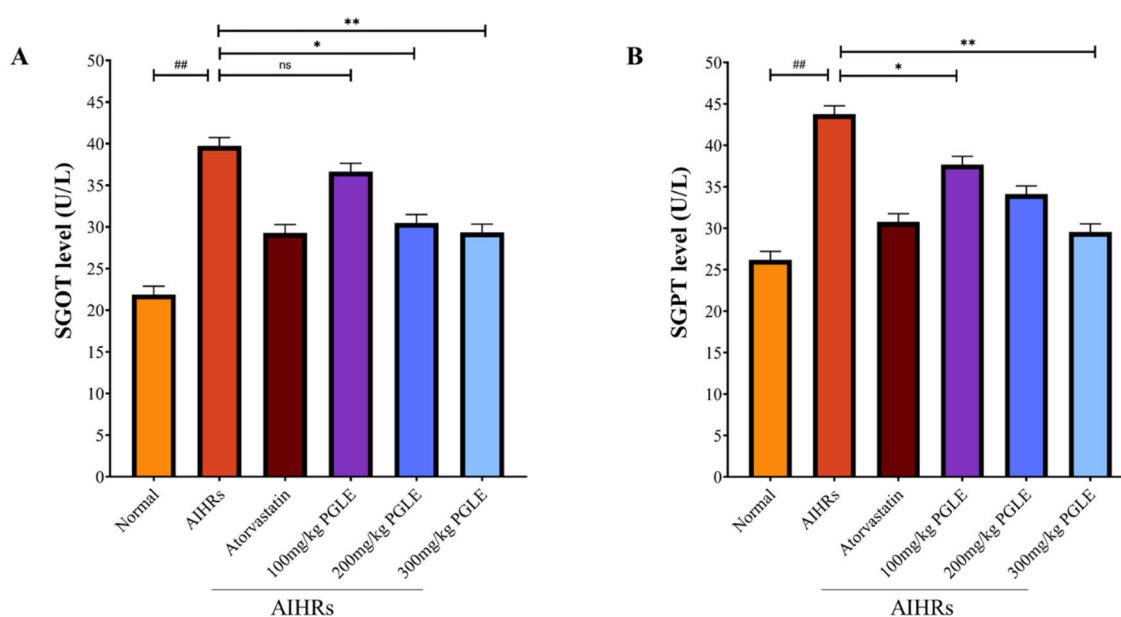 A
**
*
##
ns
SGOT level (U/L)
50
45
40
35
30
25
20
15
10
5
0
Normal
AIHRs
Atorvastatin
100mg/kg PGLE
200mg/kg PGLE
300mg/kg PGLE
AIHRs
B
**
##
*
SGPT level (U/L)
50
45
40
35
30
25
20
15
10
5
0
Normal
AIHRs
Atorvastatin
100mg/kg PGLE
200mg/kg PGLE
300mg/kg PGLE
AIHRs